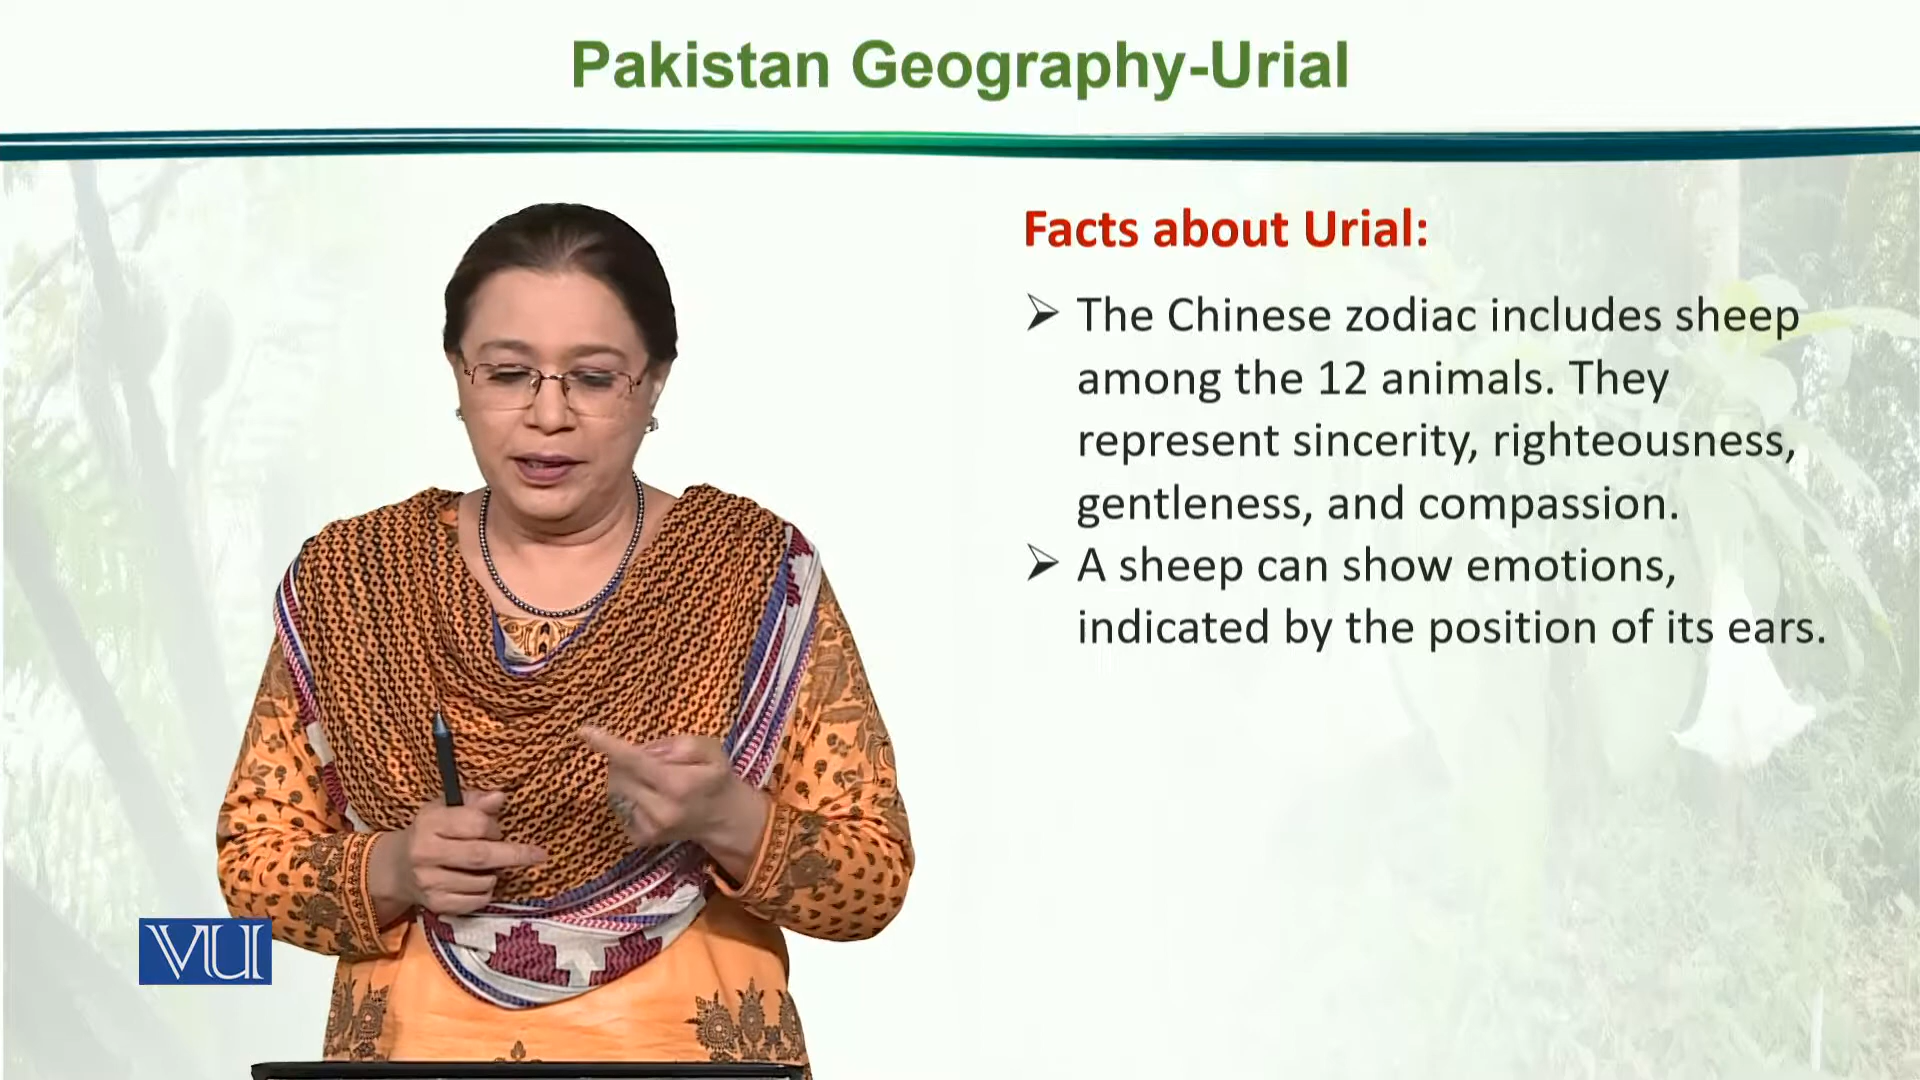 Pakistan Geography-Urial
Facts about Urial:
➢ The Chinese zodiac includes sheep
among the 12 animals. They
represent sincerity, righteousness,
gentleness, and compassion.
➢ A sheep can show emotions,
indicated by the position of its ears.
VU